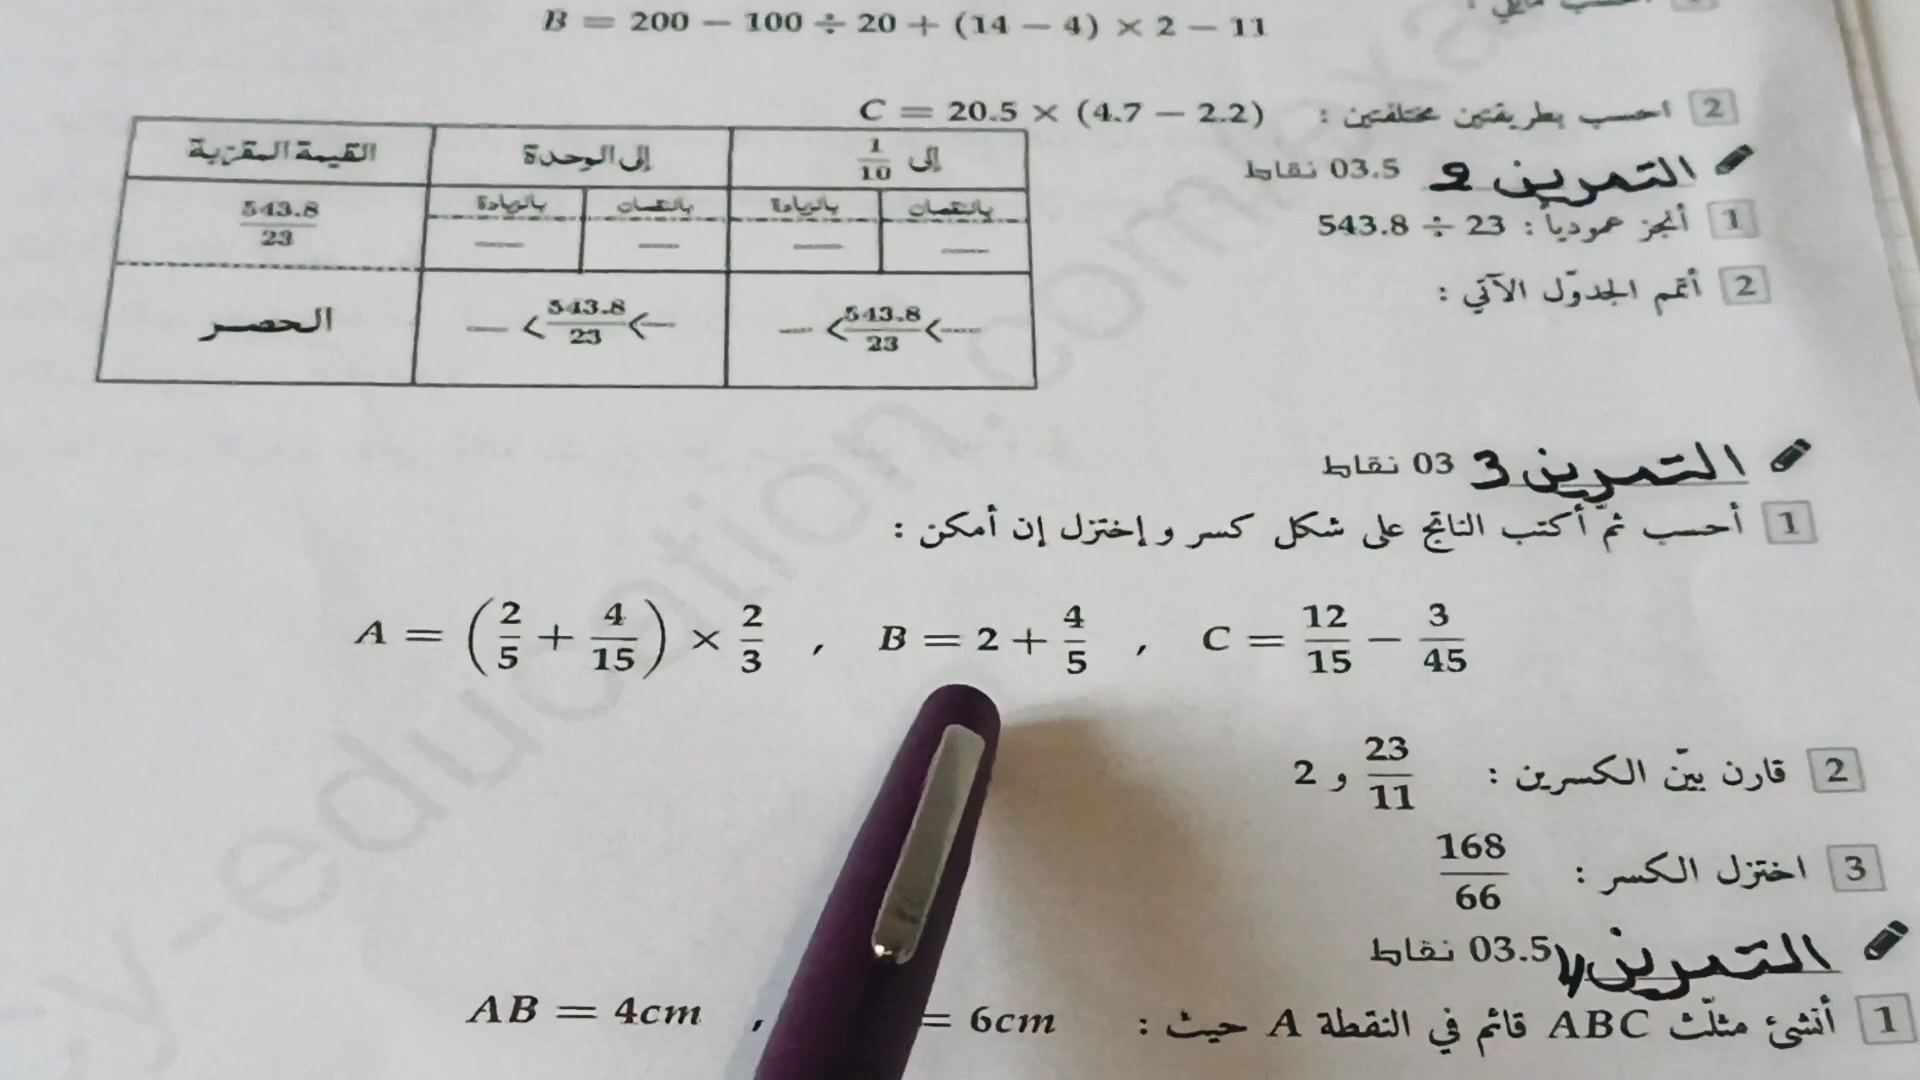 B = 200 − 100 ÷ 20 + (14 − 4) × 2 − 11
2 احسب بطريقتين مختلفتين : C = 20.5 × (4.7 − 2.2)
التمرين 2 03.5 نقاط
1 أنجز عمودياً : 543.8 ÷ 23
2 أتمم الجدوّل الآتي :
القيمة المقربة إلى الوحدة إلى 1/10
543.8/23 بالزيادة بالنقصان بالزيادة بالنقصان
— — — —
الحصر — < 543.8/23 < — — < 543.8/23 < —
التمرين 3 03 نقاط
1 أحسب ثمّ أكتب الناتج على شكل كسر و إختزل إن أمكن :
A = (2/5 + 4/15) × 2/3 , B = 2 + 4/5 , C = 12/15 − 3/45
2 قارن بيّن الكسرين : 23/11 و 2
3 اختزل الكسر : 168/66
التمرين 4 03.5 نقاط
1 أنشئ مثلّث ABC قائم في النقطة A حيث : = 6cm , AB = 4cm